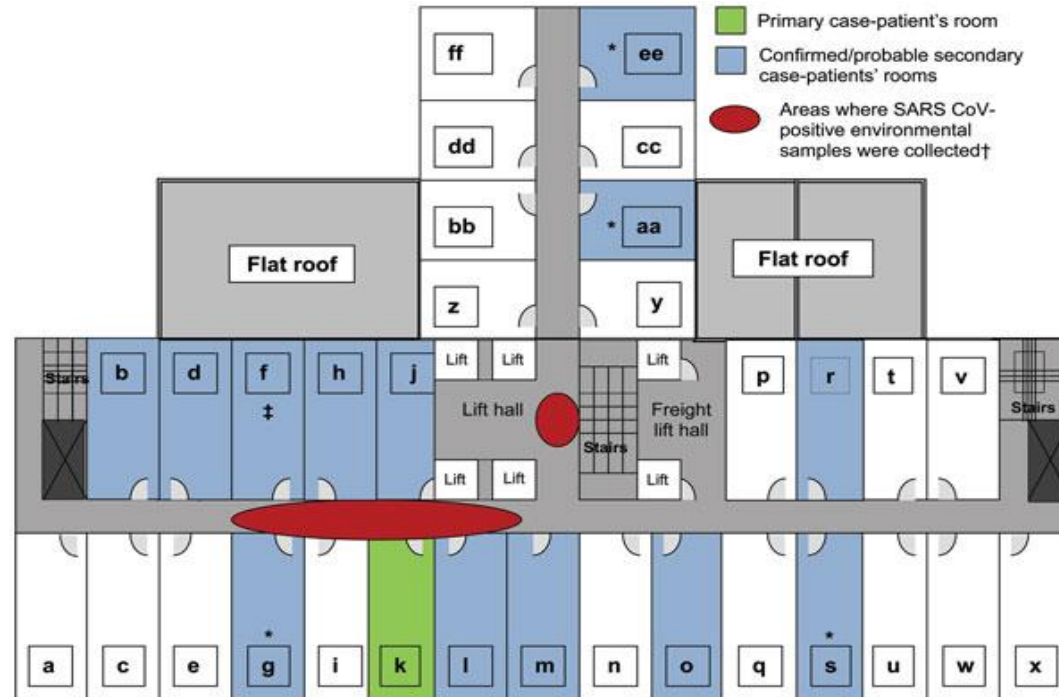 Primary case-patient's room
Confirmed/probable secondary
case-patients' rooms
Areas where SARS CoV-
positive environmental
samples were collected†
ff
* ee
dd
cc
bb
* aa
z
y
Flat roof
Flat roof
Stairs
b
d
f
‡
h
j
Lift
Lift
Lift hall
Lift
Lift
Stairs
Lift
Freight
lift hall
Lift
p
r
t
v
Stairs
a
c
e
*
g
i
k
l
m
n
o
q
*
s
u
w
x